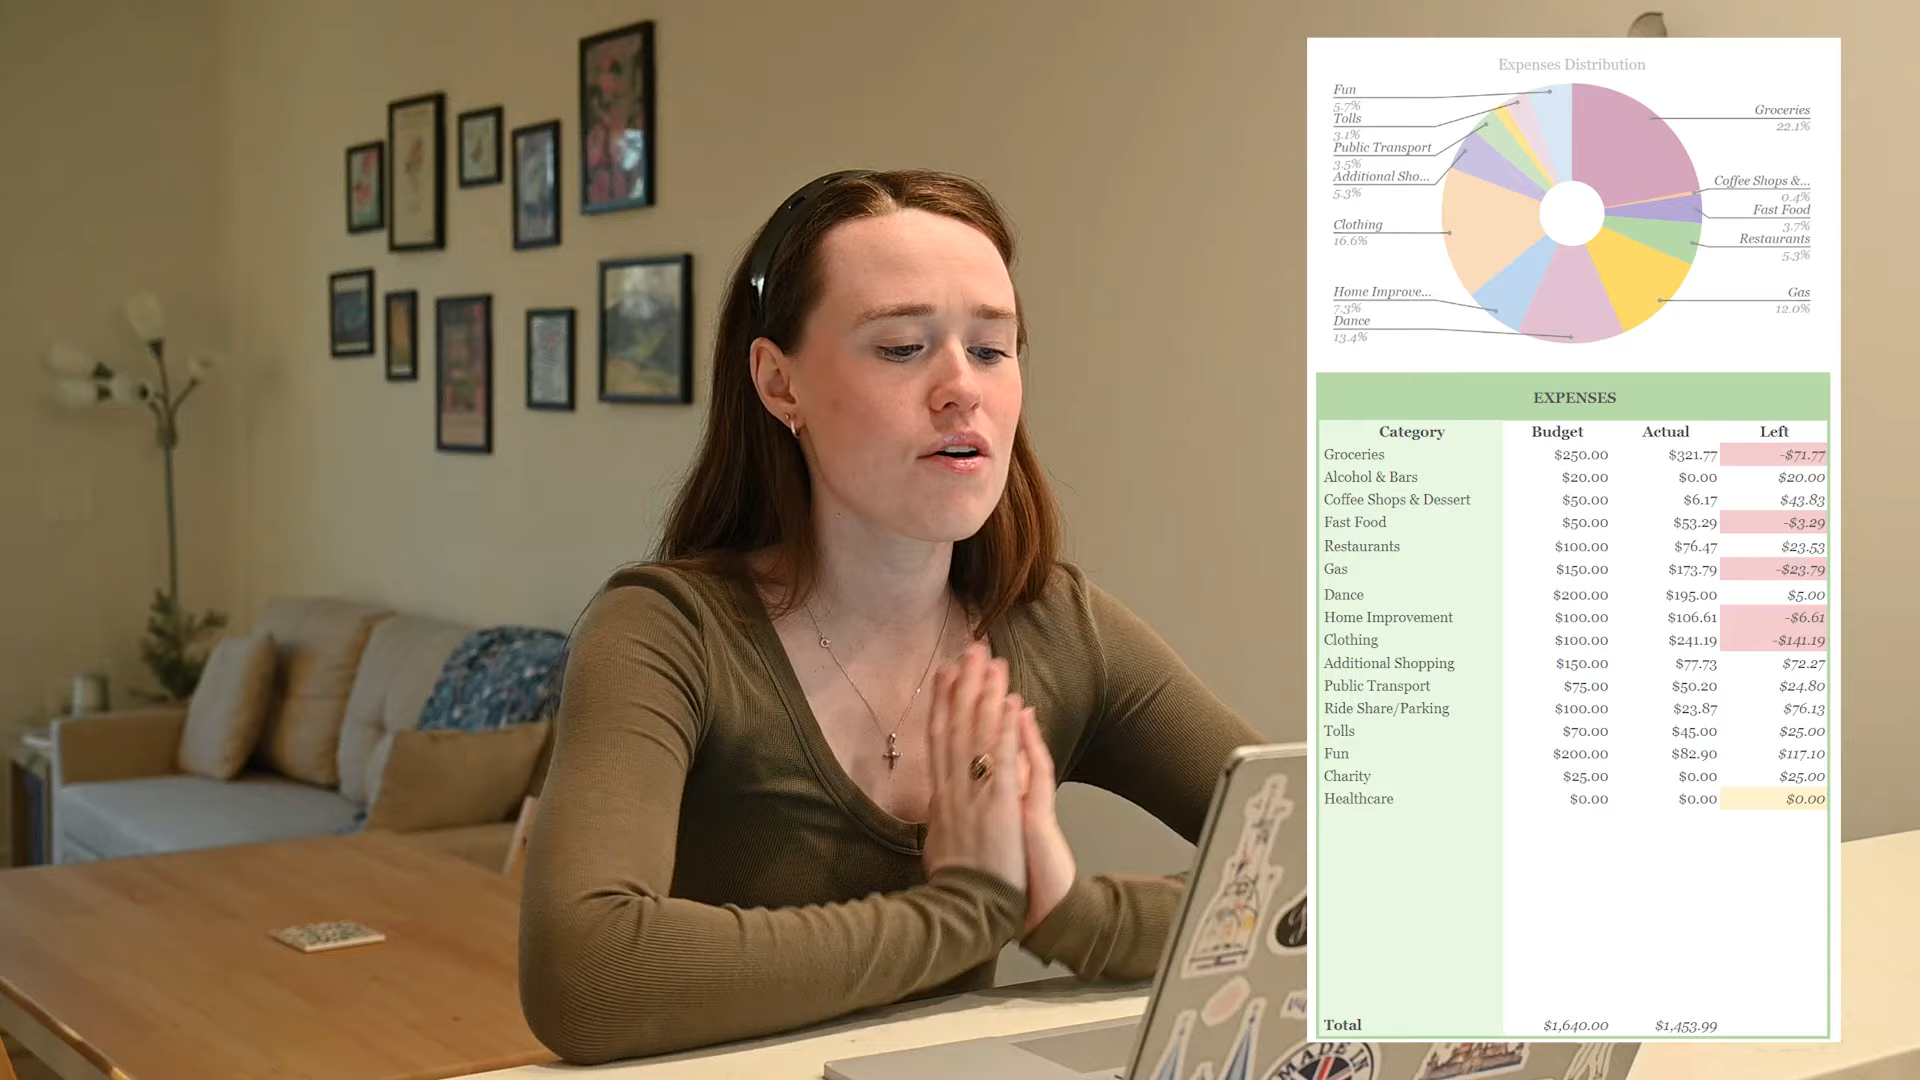 Expenses Distribution
Fun
5.7%
Tolls
3.1%
Public Transport
3.5%
Additional Sho...
5.3%
Clothing
16.6%
Home Improve...
7.3%
Dance
13.4%
Groceries
22.1%
Coffee Shops &...
0.4%
Fast Food
3.7%
Restaurants
5.3%
Gas
12.0%
EXPENSES
Category Budget Actual Left
Groceries $250.00 $321.77 -$71.77
Alcohol & Bars $20.00 $0.00 $20.00
Coffee Shops & Dessert $50.00 $6.17 $43.83
Fast Food $50.00 $53.29 -$3.29
Restaurants $100.00 $76.47 $23.53
Gas $150.00 $173.79 -$23.79
Dance $200.00 $195.00 $5.00
Home Improvement $100.00 $106.61 -$6.61
Clothing $100.00 $241.19 -$141.19
Additional Shopping $150.00 $77.73 $72.27
Public Transport $75.00 $50.20 $24.80
Ride Share/Parking $100.00 $23.87 $76.13
Tolls $70.00 $45.00 $25.00
Fun $200.00 $82.90 $117.10
Charity $25.00 $0.00 $25.00
Healthcare $0.00 $0.00 $0.00
Total $1,640.00 $1,453.99
MADE IN